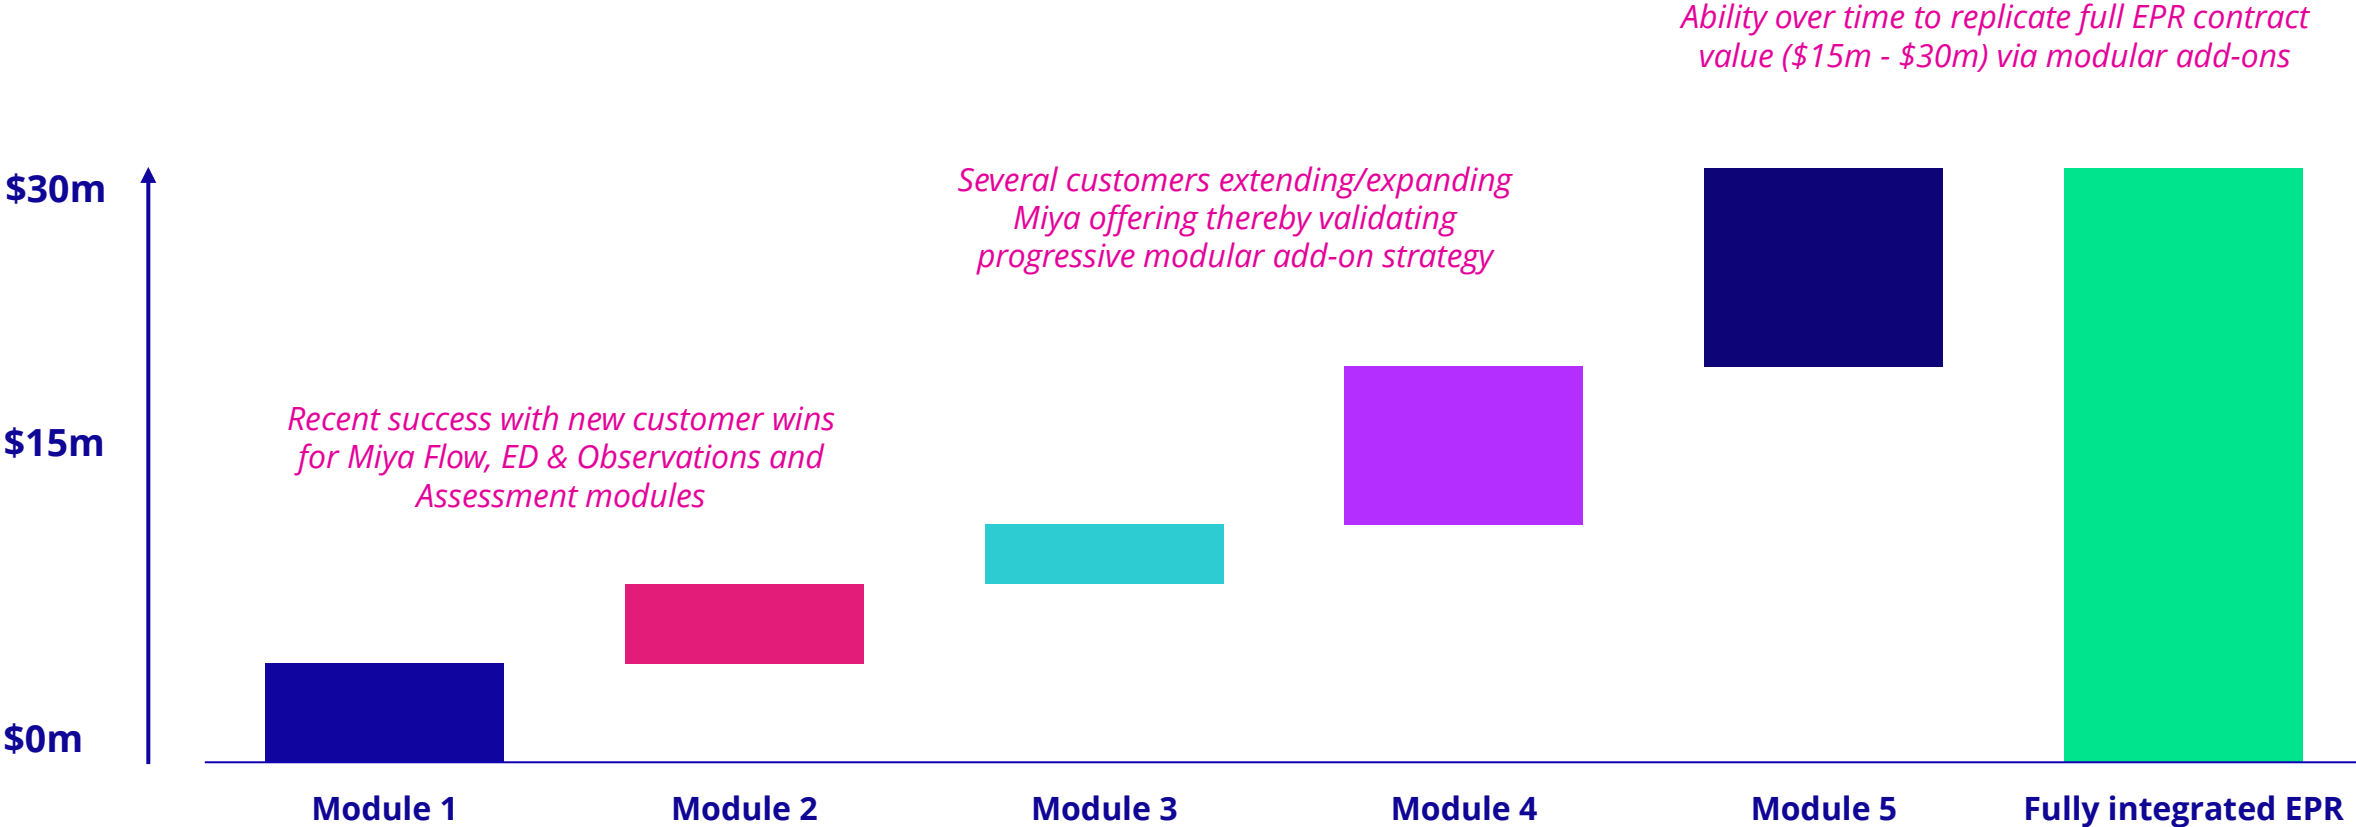 Ability over time to replicate full EPR contract
value ($15m - $30m) via modular add-ons
Several customers extending/expanding
Miya offering thereby validating
progressive modular add-on strategy
Recent success with new customer wins
for Miya Flow, ED & Observations and
Assessment modules
$30m
$15m
$0m
Module 1
Module 2
Module 3
Module 4
Module 5
Fully integrated EPR